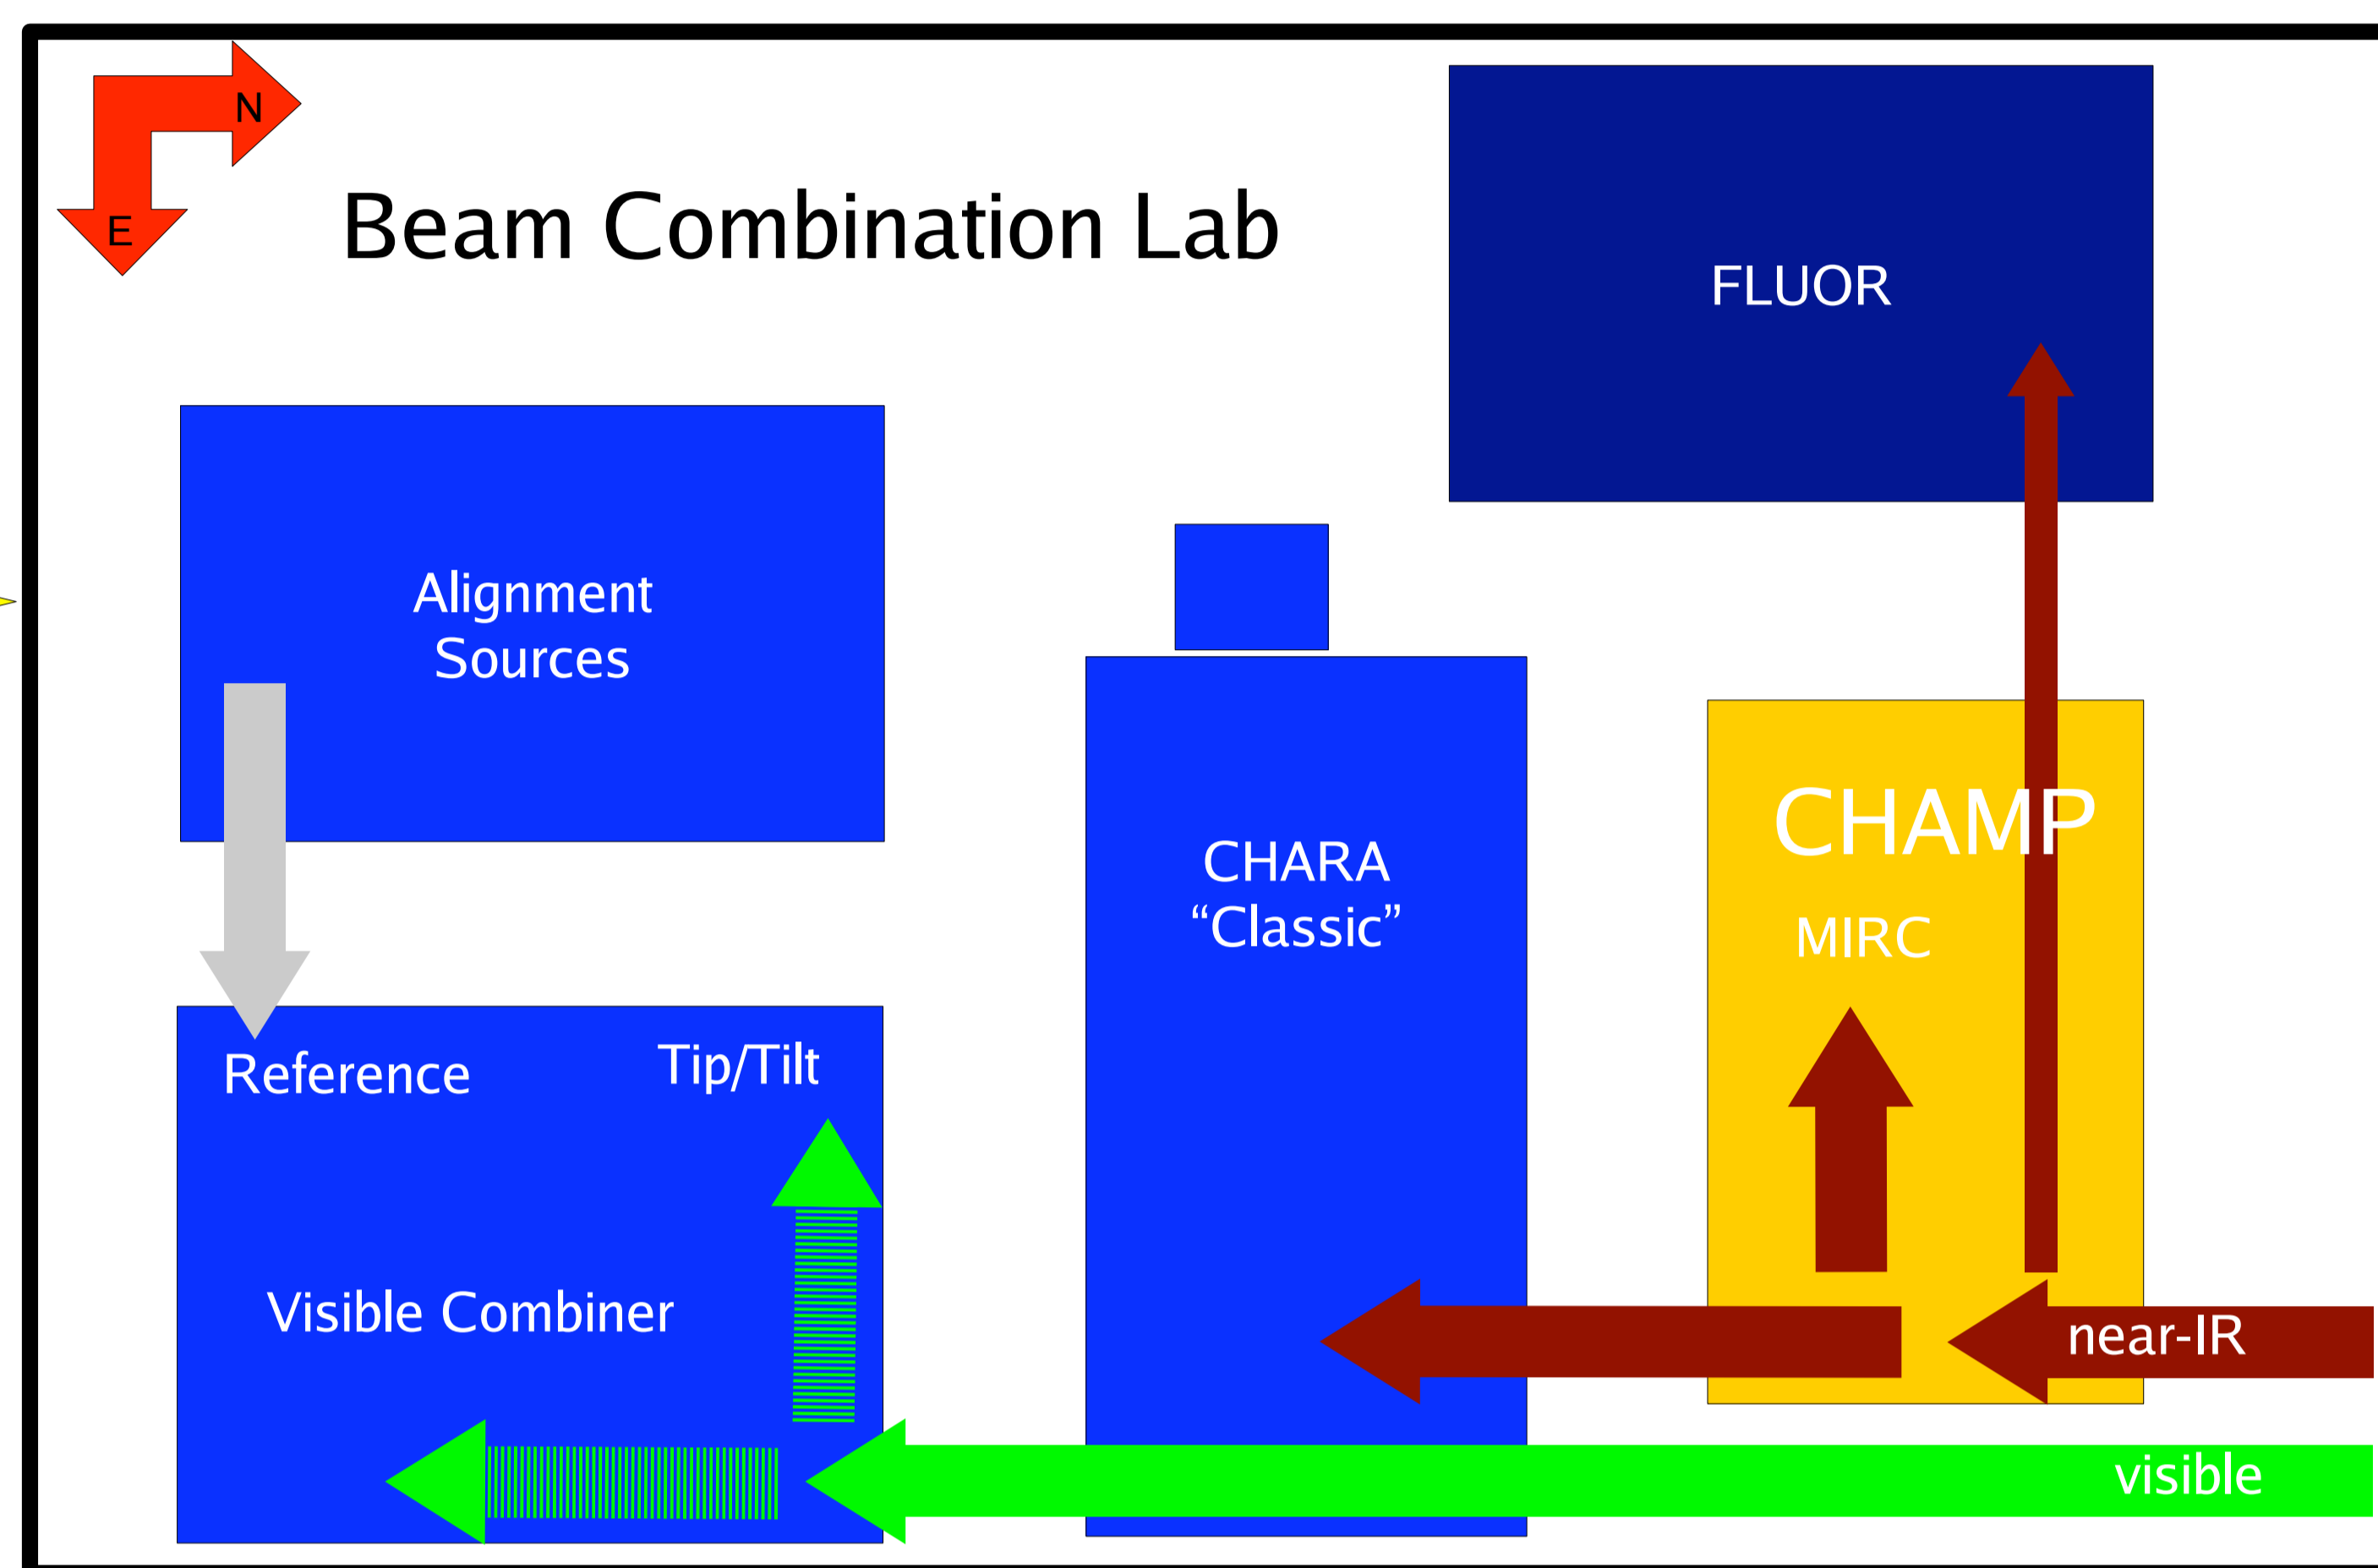 N
E
Beam Combination Lab
FLUOR
Alignment
Sources
CHAMP
CHARA
“Classic”
MIRC
Reference
Tip/Tilt
Visible Combiner
near-IR
visible